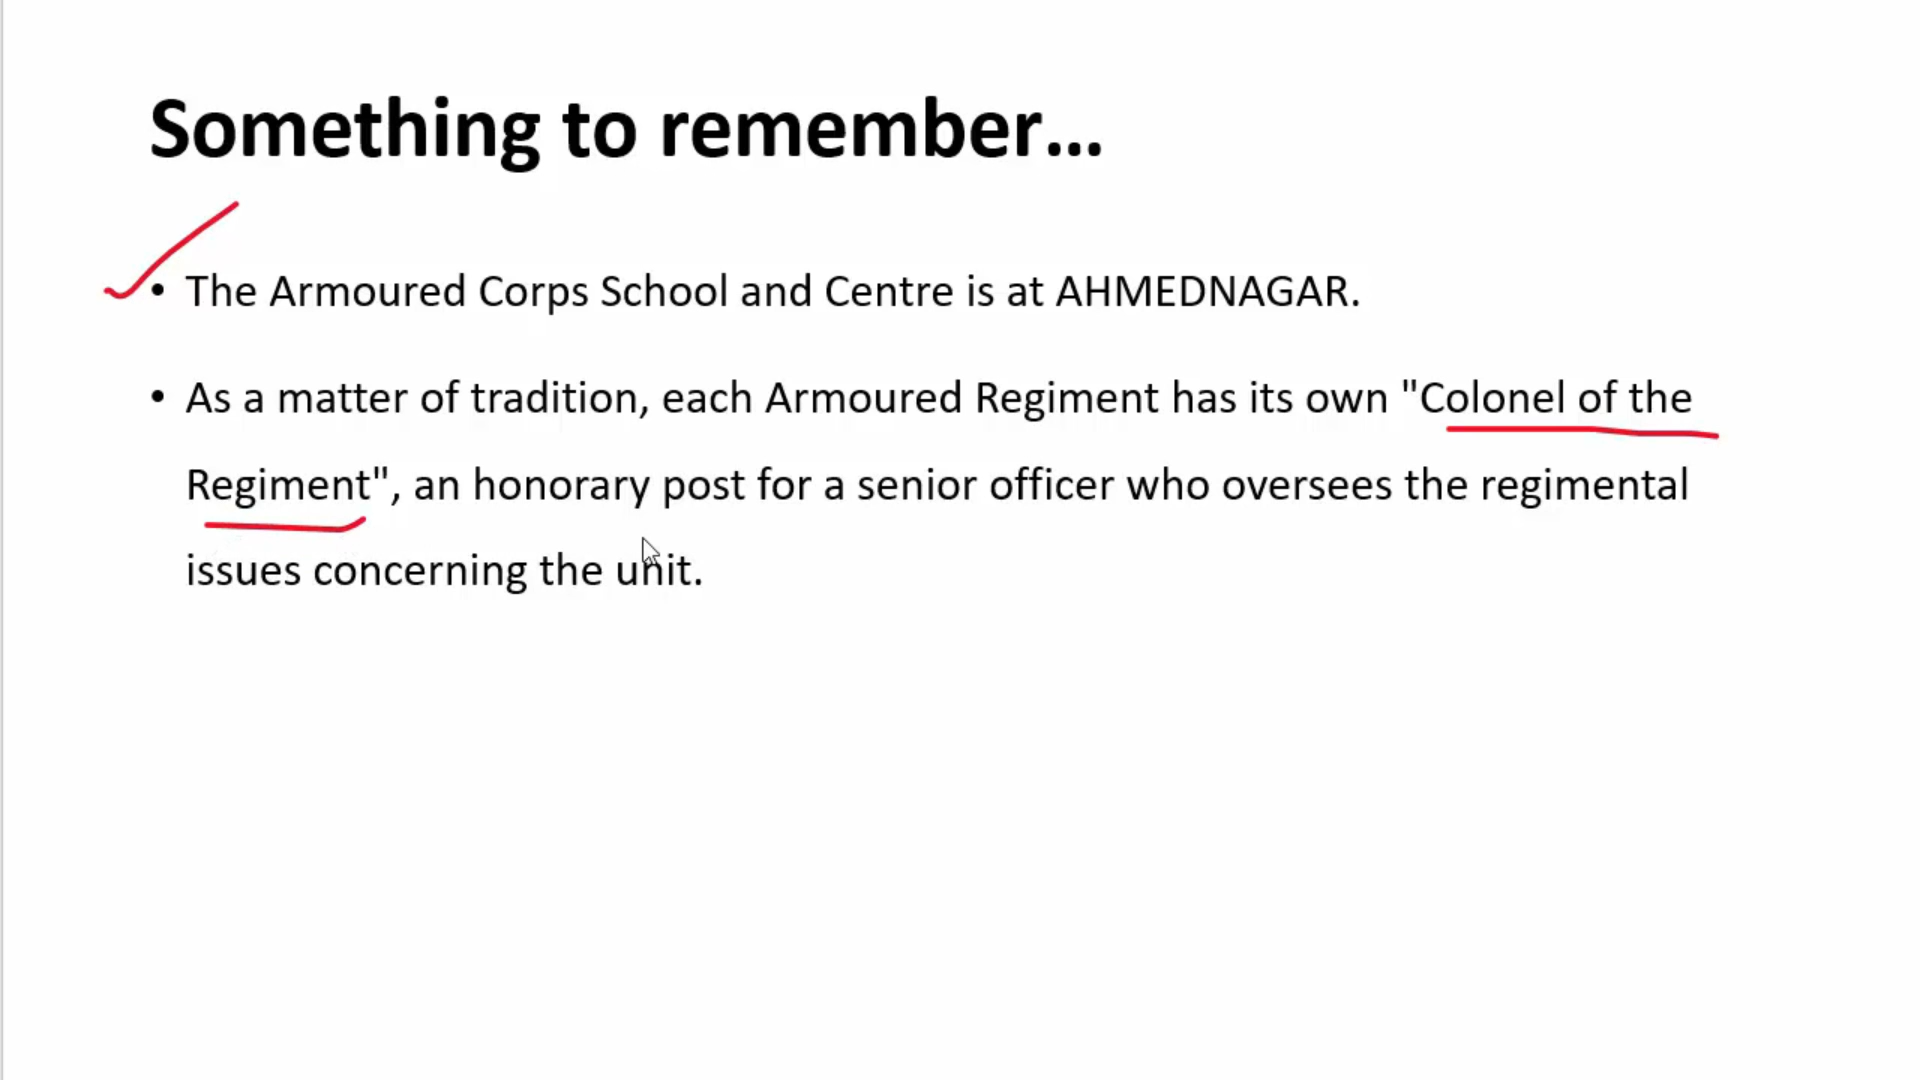 Something to remember...
• The Armoured Corps School and Centre is at AHMEDNAGAR.
• As a matter of tradition, each Armoured Regiment has its own "Colonel of the
Regiment", an honorary post for a senior officer who oversees the regimental
issues concerning the unit.